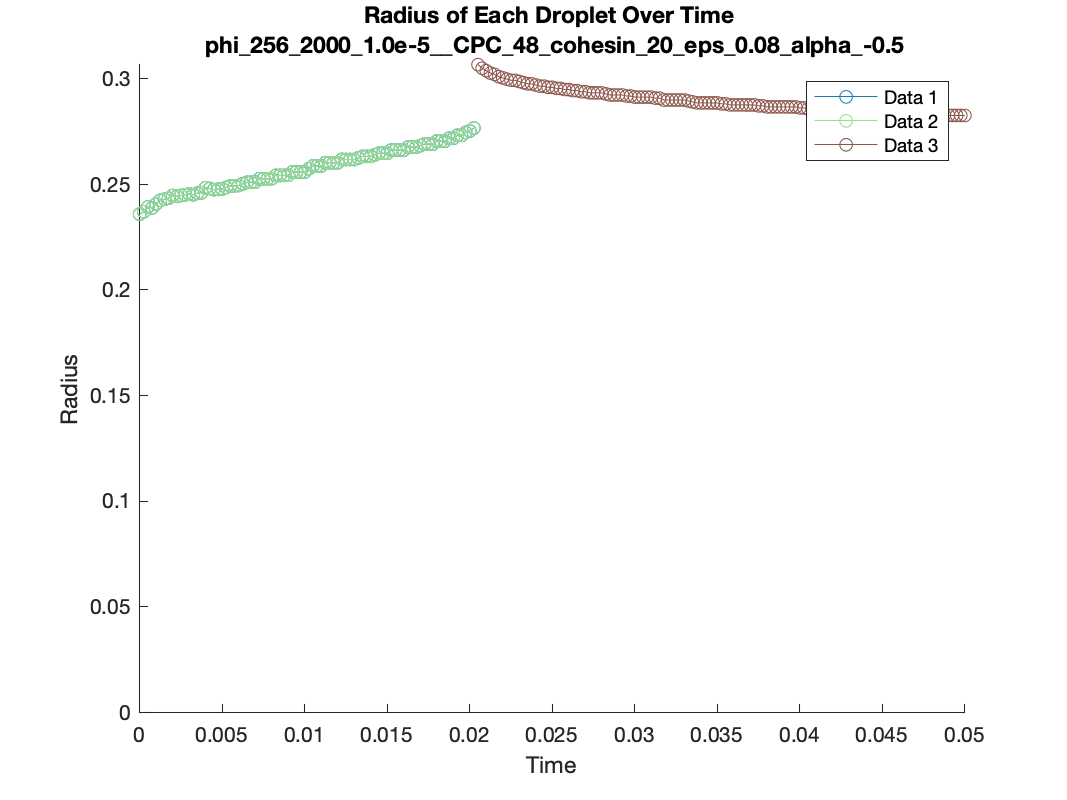 Radius of Each Droplet Over Time
phi_256_2000_1.0e-5__CPC_48_cohesin_20_eps_0.08_alpha_-0.5
0.3
0.25
0.2
0.15
0.1
0.05
0
Radius
Data 1
Data 2
Data 3
0 0.005 0.01 0.015 0.02 0.025 0.03 0.035 0.04 0.045 0.05
Time